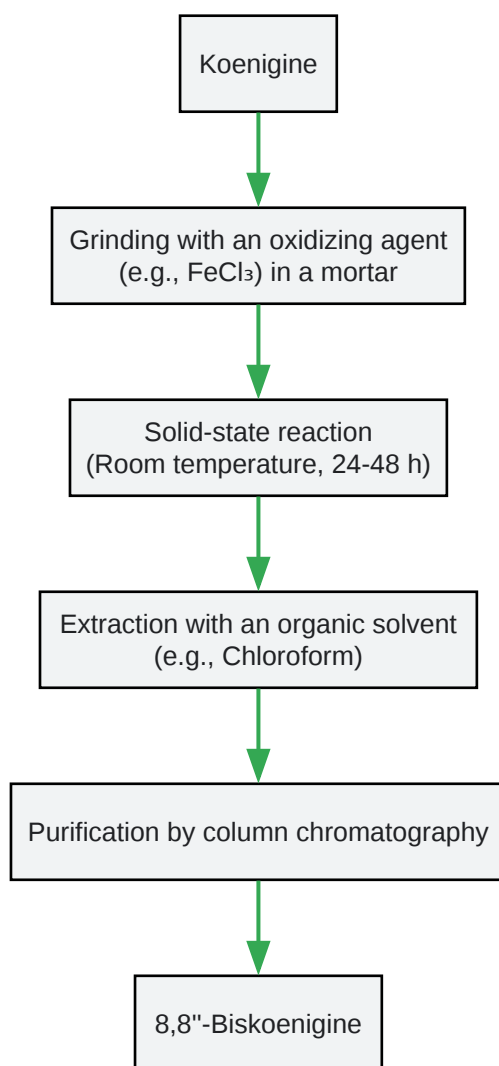 Koenigine
Grinding with an oxidizing agent
(e.g., FeCl₃) in a mortar
Solid-state reaction
(Room temperature, 24-48 h)
Extraction with an organic solvent
(e.g., Chloroform)
Purification by column chromatography
8,8"-Biskoenigine